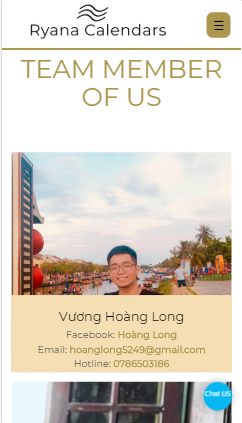 Ryana Calendars
TEAM MEMBER
OF US
Vương Hoàng Long
Facebook: Hoàng Long
Email: hoanglong5249@gmail.com
Hotline: 0786503186
Chat US